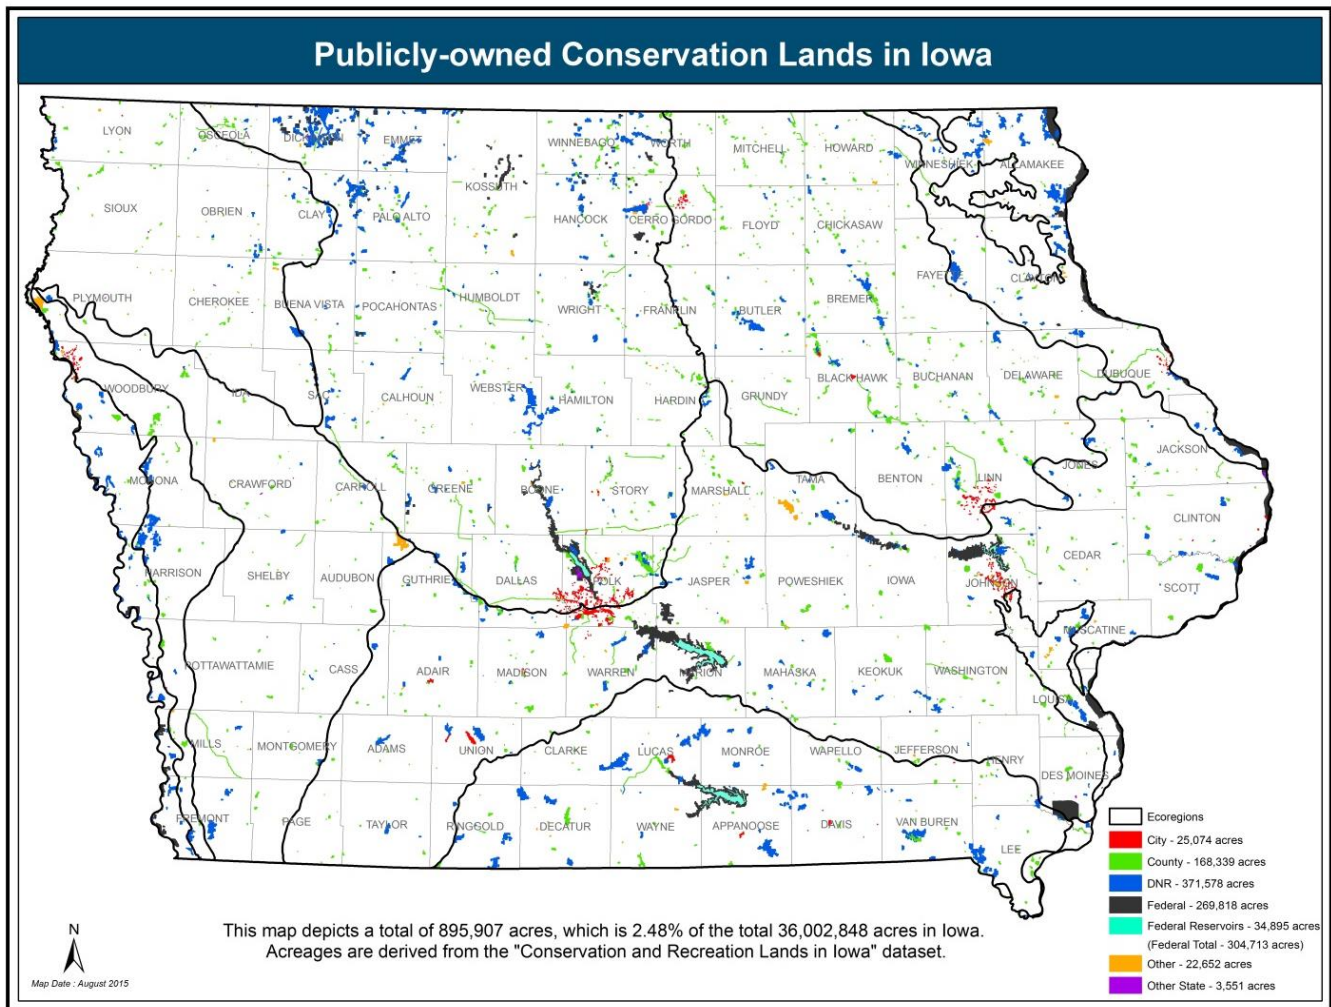 Publicly-owned Conservation Lands in Iowa
LYON
OSCEOLA
DICKINSON
EMMET
WINNEBAGO
WORTH
MITCHELL
HOWARD
WINNESHIEK
ALLAMAKEE
KOSSUTH
SIOUX
OBRIEN
CLAY
PALO ALTO
HANCOCK
CERRO GORDO
FLOYD
CHICKASAW
FAYETTE
CLAYTON
PLYMOUTH
CHEROKEE
BUENA VISTA
POCAHONTAS
HUMBOLDT
WRIGHT
FRANKLIN
BUTLER
BREMER
WOODBURY
IDA
SAC
CALHOUN
WEBSTER
HAMILTON
HARDIN
GRUNDY
BLACK HAWK
BUCHANAN
DELAWARE
DUBUQUE
MONONA
CRAWFORD
CARROLL
GREENE
BOONE
STORY
MARSHALL
TAMA
BENTON
LINN
JONES
JACKSON
CLINTON
HARRISON
SHELBY
AUDUBON
GUTHRIE
DALLAS
POLK
JASPER
POWESHIEK
IOWA
JOHNSON
CEDAR
SCOTT
MUSCATINE
POTTAWATTAMIE
CASS
ADAIR
MADISON
WARREN
MARION
MAHASKA
KEOKUK
WASHINGTON
LOUISA
MILLS
MONTGOMERY
ADAMS
UNION
CLARKE
LUCAS
MONROE
WAPELLO
JEFFERSON
HENRY
DES MOINES
FREMONT
PAGE
TAYLOR
RINGGOLD
DECATUR
WAYNE
APPANOOSE
DAVIS
VAN BUREN
LEE
Ecoregions
City - 25,074 acres
County - 168,339 acres
DNR - 371,578 acres
Federal - 269,818 acres
Federal Reservoirs - 34,895 acres
(Federal Total - 304,713 acres)
Other - 22,652 acres
Other State - 3,551 acres
This map depicts a total of 895,907 acres, which is 2.48% of the total 36,002,848 acres in Iowa.
Acreages are derived from the "Conservation and Recreation Lands in Iowa" dataset.
N
Map Date : August 2015